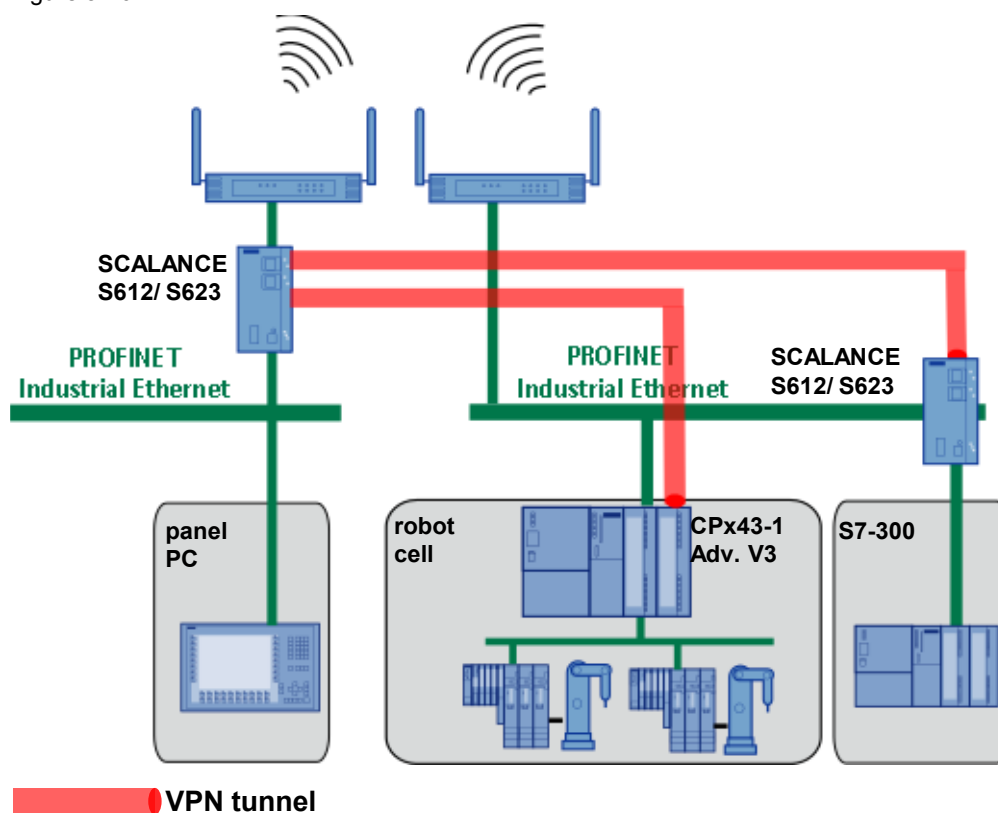 SCALANCE
S612/ S623
PROFINET
Industrial Ethernet
PROFINET
Industrial Ethernet
SCALANCE
S612/ S623
panel
PC
robot
cell
CPx43-1
Adv. V3
S7-300
VPN tunnel